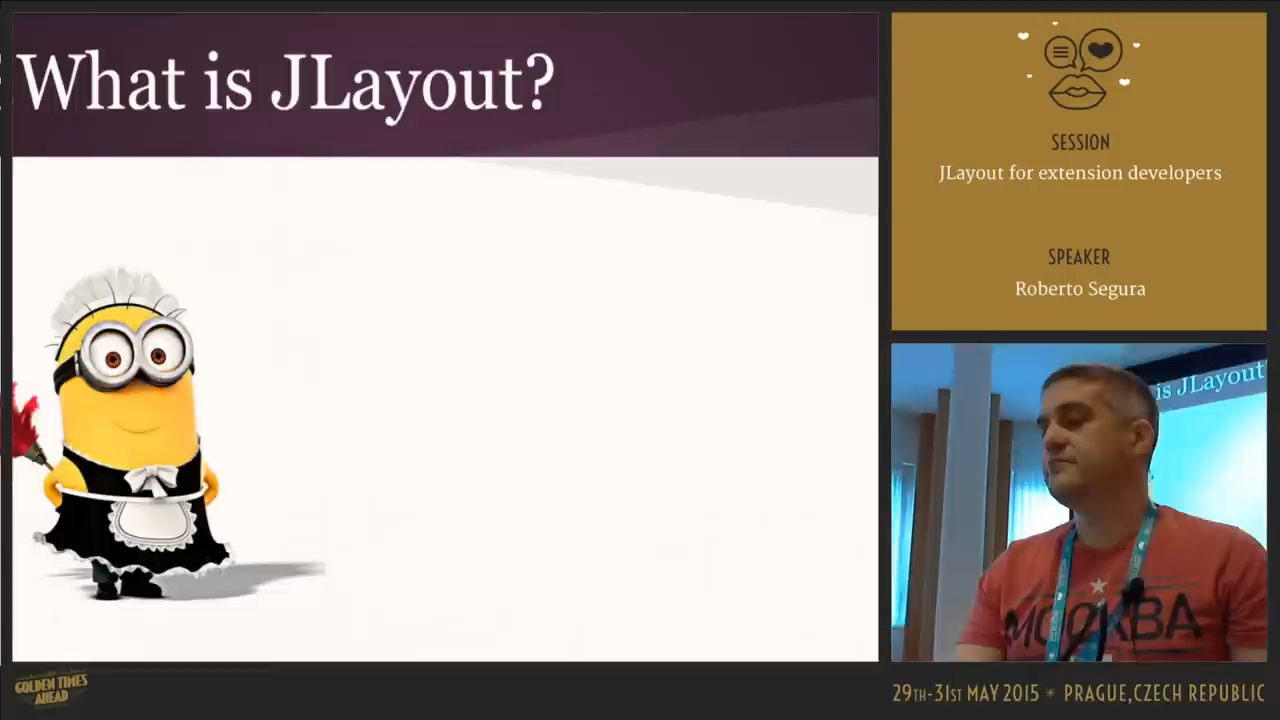 What is JLayout?
SESSION
JLayout for extension developers
SPEAKER
Roberto Segura
is JLayout
МОСКВА
GOLDEN TIMES
AHEAD
29TH-31ST MAY 2015 * PRAGUE,CZECH REPUBLIC